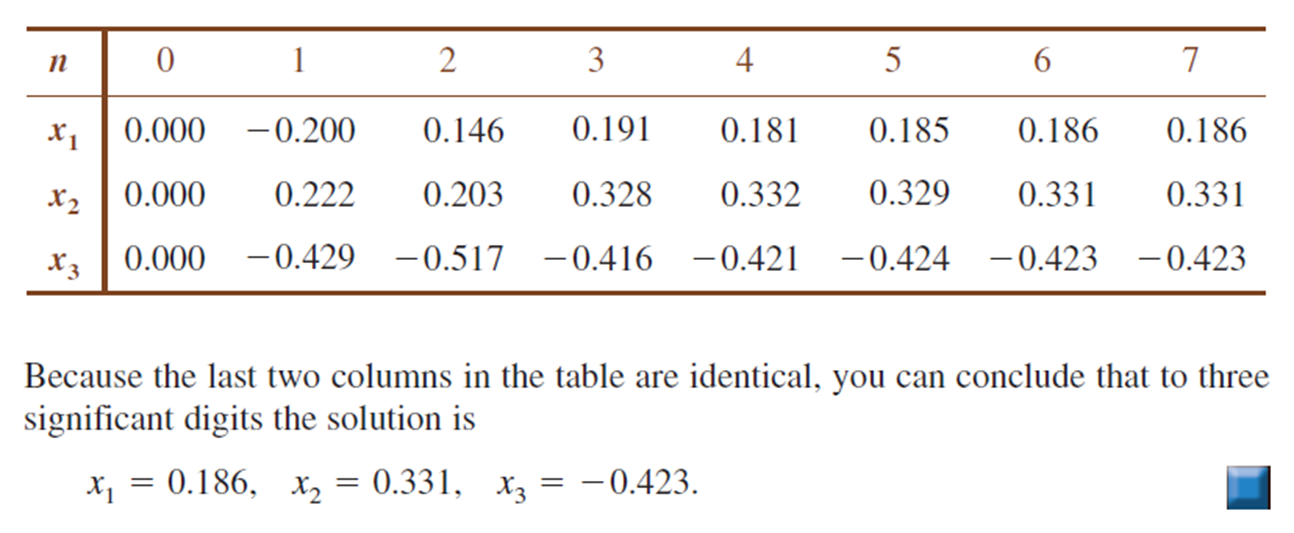 n 0 1 2 3 4 5 6 7
x₁ 0.000 −0.200 0.146 0.191 0.181 0.185 0.186 0.186
x₂ 0.000 0.222 0.203 0.328 0.332 0.329 0.331 0.331
x₃ 0.000 −0.429 −0.517 −0.416 −0.421 −0.424 −0.423 −0.423
Because the last two columns in the table are identical, you can conclude that to three
significant digits the solution is
x₁ = 0.186, x₂ = 0.331, x₃ = −0.423.